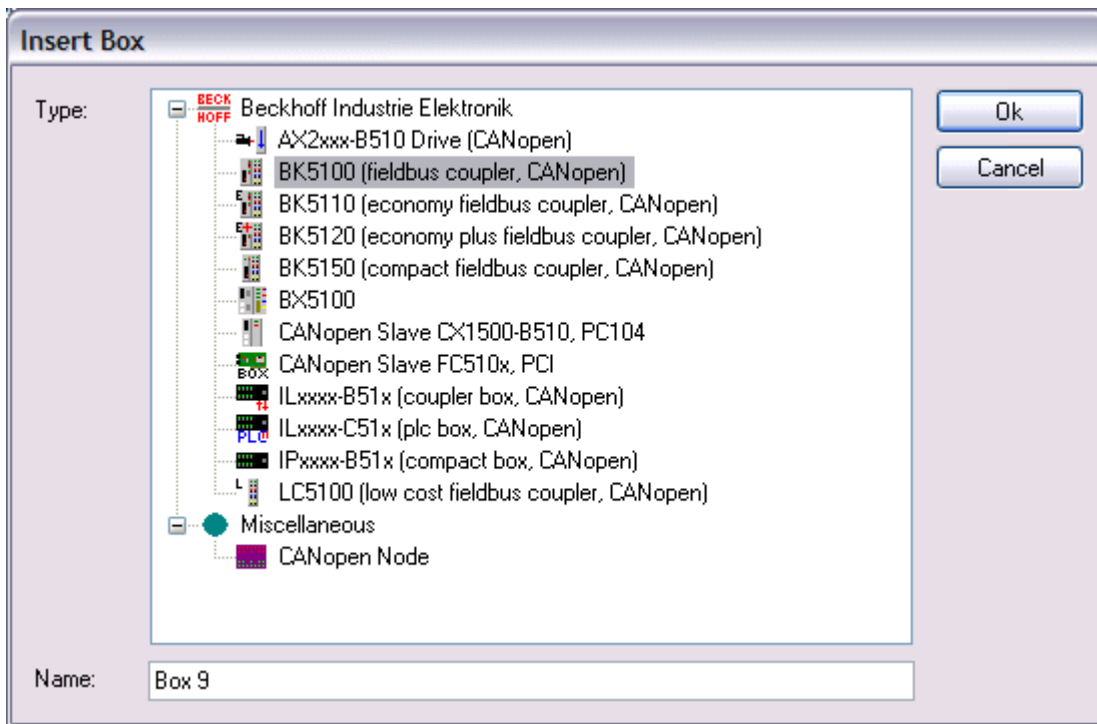 Insert Box
Type:
BECK
HOFF
Beckhoff Industrie Elektronik
Ok
AX2xxx-B510 Drive (CANopen)
BK5100 (fieldbus coupler, CANopen)
Cancel
E
BK5110 (economy fieldbus coupler, CANopen)
E+
BK5120 (economy plus fieldbus coupler, CANopen)
BK5150 (compact fieldbus coupler, CANopen)
BX5100
CANopen Slave CX1500-B510, PC104
BOX
CANopen Slave FC510x, PCI
ILxxxx-B51x (coupler box, CANopen)
PLC
ILxxxx-C51x (plc box, CANopen)
IPxxxx-B51x (compact box, CANopen)
L
LC5100 (low cost fieldbus coupler, CANopen)
Miscellaneous
CANopen Node
Name:
Box 9